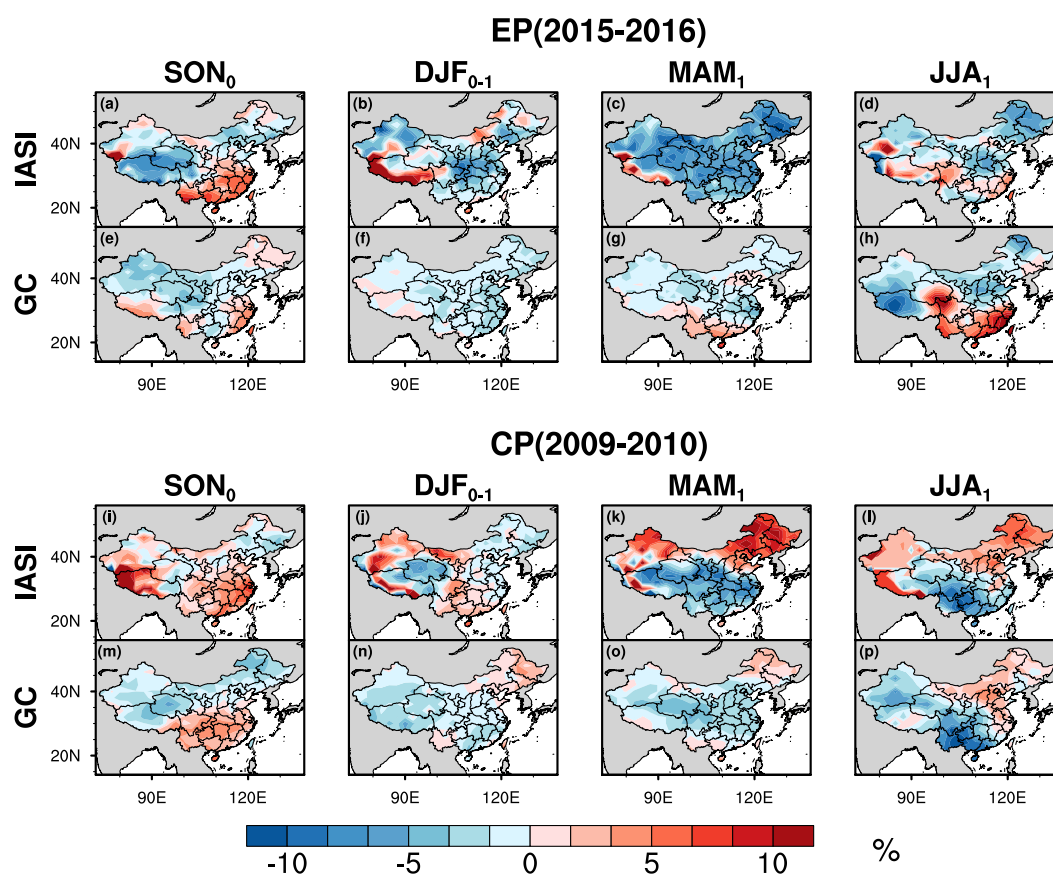 EP(2015-2016)
SON0 DJF0-1 MAM1 JJA1
IASI
(a) (b) (c) (d)
40N
20N
GC
(e) (f) (g) (h)
40N
20N
90E 120E 90E 120E 90E 120E 90E 120E
CP(2009-2010)
SON0 DJF0-1 MAM1 JJA1
IASI
(i) (j) (k) (l)
40N
20N
GC
(m) (n) (o) (p)
40N
20N
90E 120E 90E 120E 90E 120E 90E 120E
-10 -5 0 5 10 %